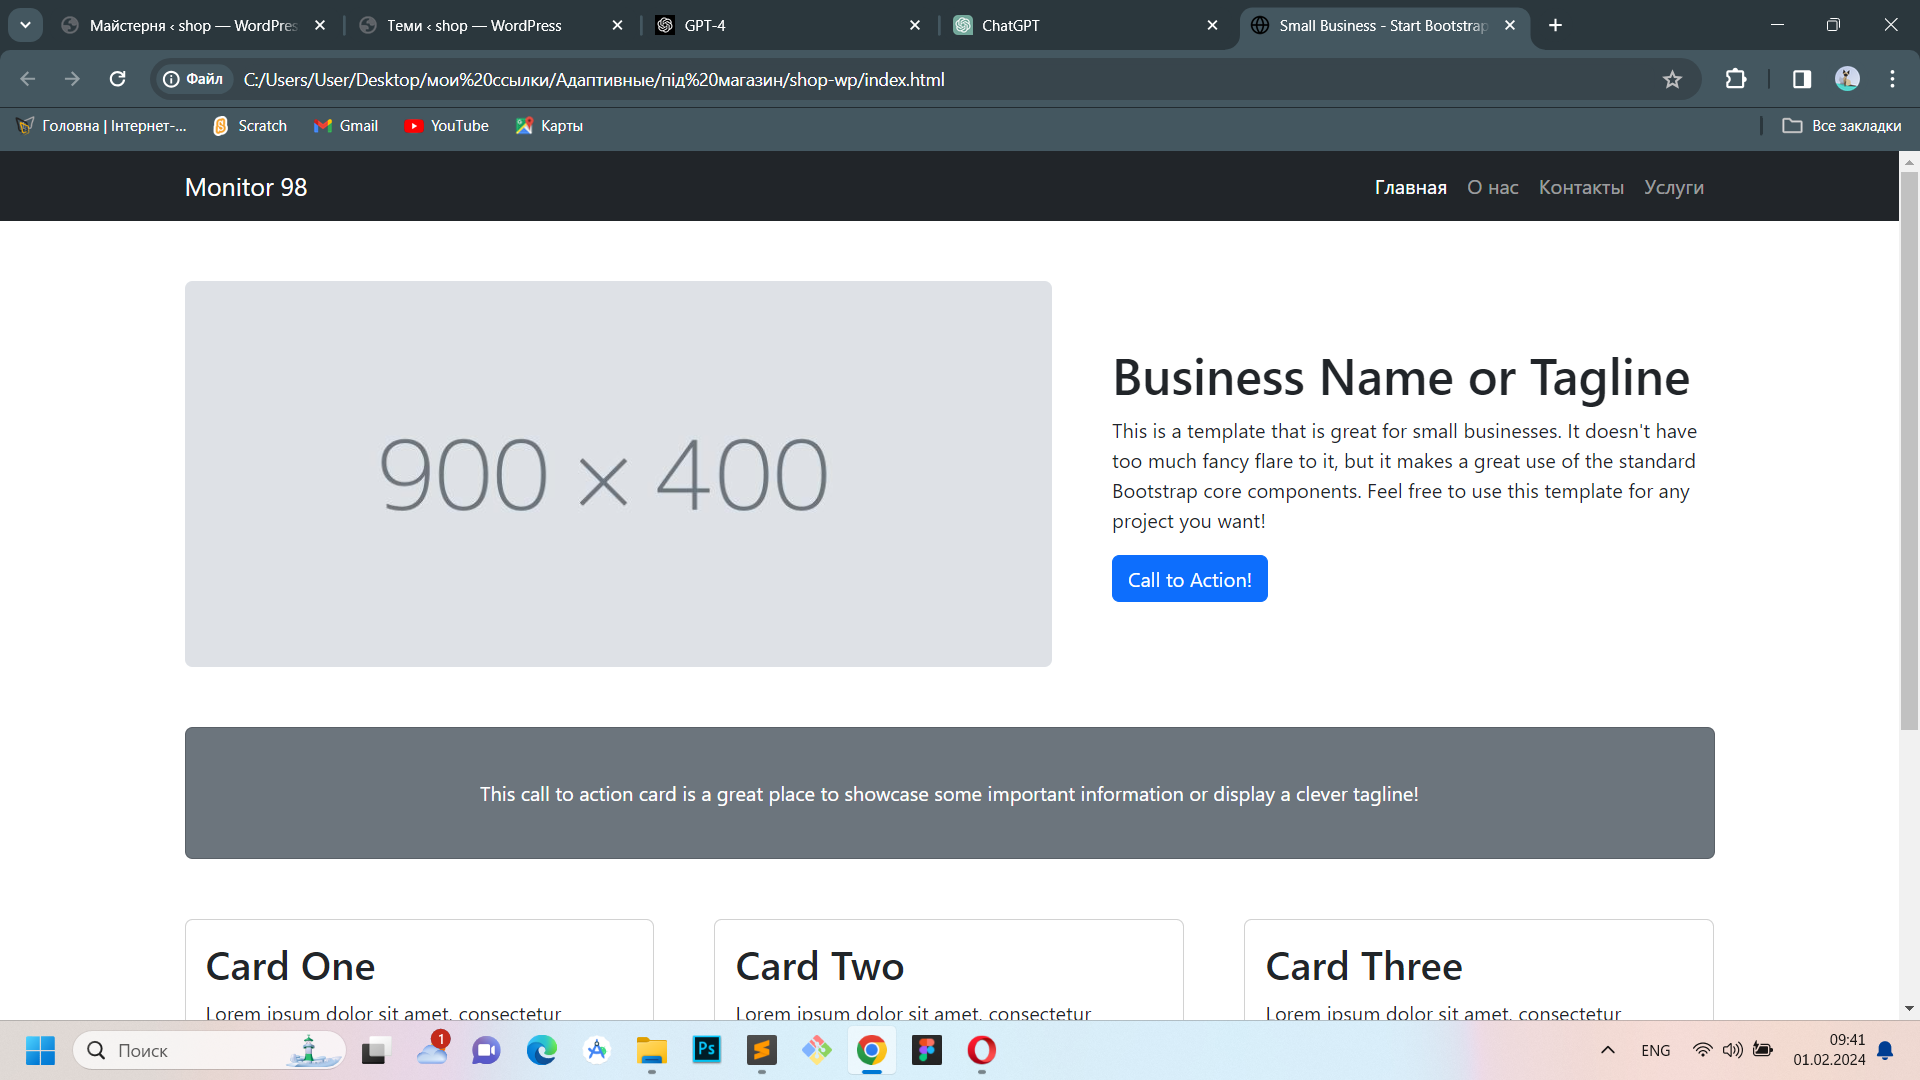 Майстерня ‹ shop — WordPres
Теми ‹ shop — WordPress
GPT-4
ChatGPT
Small Business - Start Bootstrap
Файл
C:/Users/User/Desktop/мои%20ссылки/Адаптивные/під%20магазин/shop-wp/index.html
Головна | Інтернет-...
Scratch
Gmail
YouTube
Карты
Все закладки
Monitor 98
Главная
О нас
Контакты
Услуги
900 × 400
Business Name or Tagline
This is a template that is great for small businesses. It doesn't have
too much fancy flare to it, but it makes a great use of the standard
Bootstrap core components. Feel free to use this template for any
project you want!
Call to Action!
This call to action card is a great place to showcase some important information or display a clever tagline!
Card One
Lorem ipsum dolor sit amet, consectetur
Card Two
Lorem ipsum dolor sit amet, consectetur
Card Three
Lorem ipsum dolor sit amet, consectetur
Поиск
1
Ps
ENG
09:41
01.02.2024